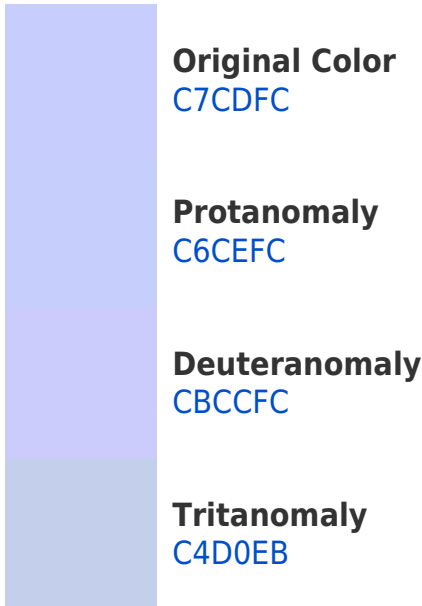 Original Color
C7CDFC
Protanomaly
C6CEFC
Deuteranomaly
CBCCFC
Tritanomaly
C4D0EB